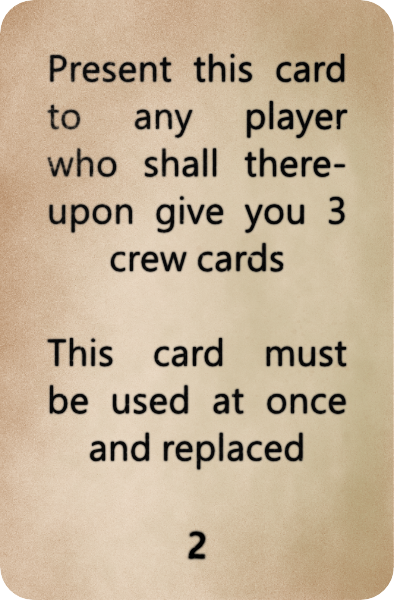 Present this card
to any player
who shall there-
upon give you 3
crew cards
This card must
be used at once
and replaced
2